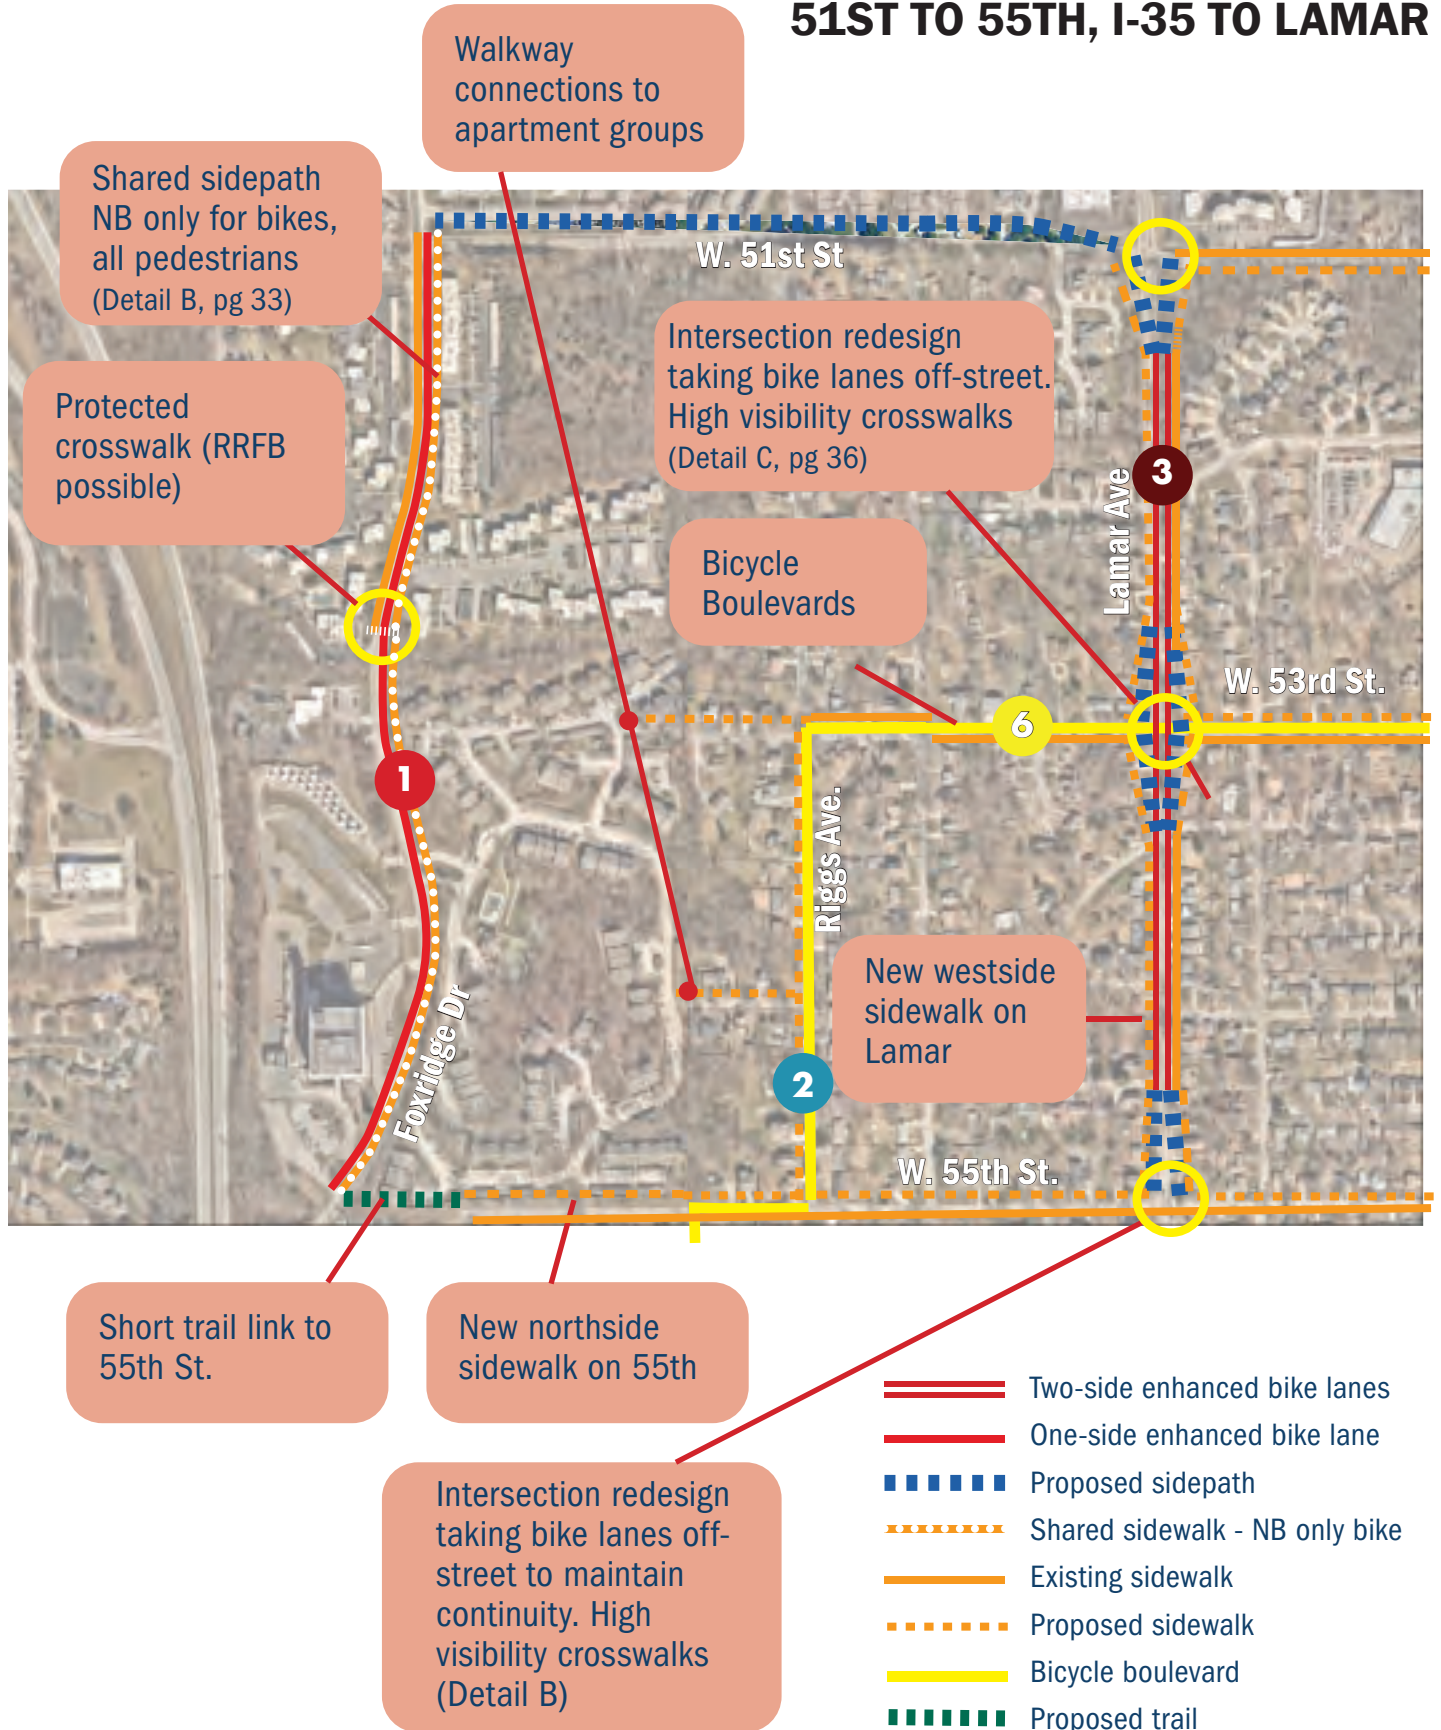 51ST TO 55TH, I-35 TO LAMAR
Walkway
connections to
apartment groups
Shared sidepath
NB only for bikes,
all pedestrians
(Detail B, pg 33)
W. 51st St
Intersection redesign
taking bike lanes off-street.
High visibility crosswalks
(Detail C, pg 36)
Protected
crosswalk (RRFB
possible)
3
Lamar Ave
Bicycle
Boulevards
W. 53rd St.
6
1
Riggs Ave.
New westside
sidewalk on
Lamar
Foxridge Dr
2
W. 55th St.
Short trail link to
55th St.
New northside
sidewalk on 55th
Intersection redesign
taking bike lanes off-
street to maintain
continuity. High
visibility crosswalks
(Detail B)
Two-side enhanced bike lanes
One-side enhanced bike lane
Proposed sidepath
Shared sidewalk - NB only bike
Existing sidewalk
Proposed sidewalk
Bicycle boulevard
Proposed trail